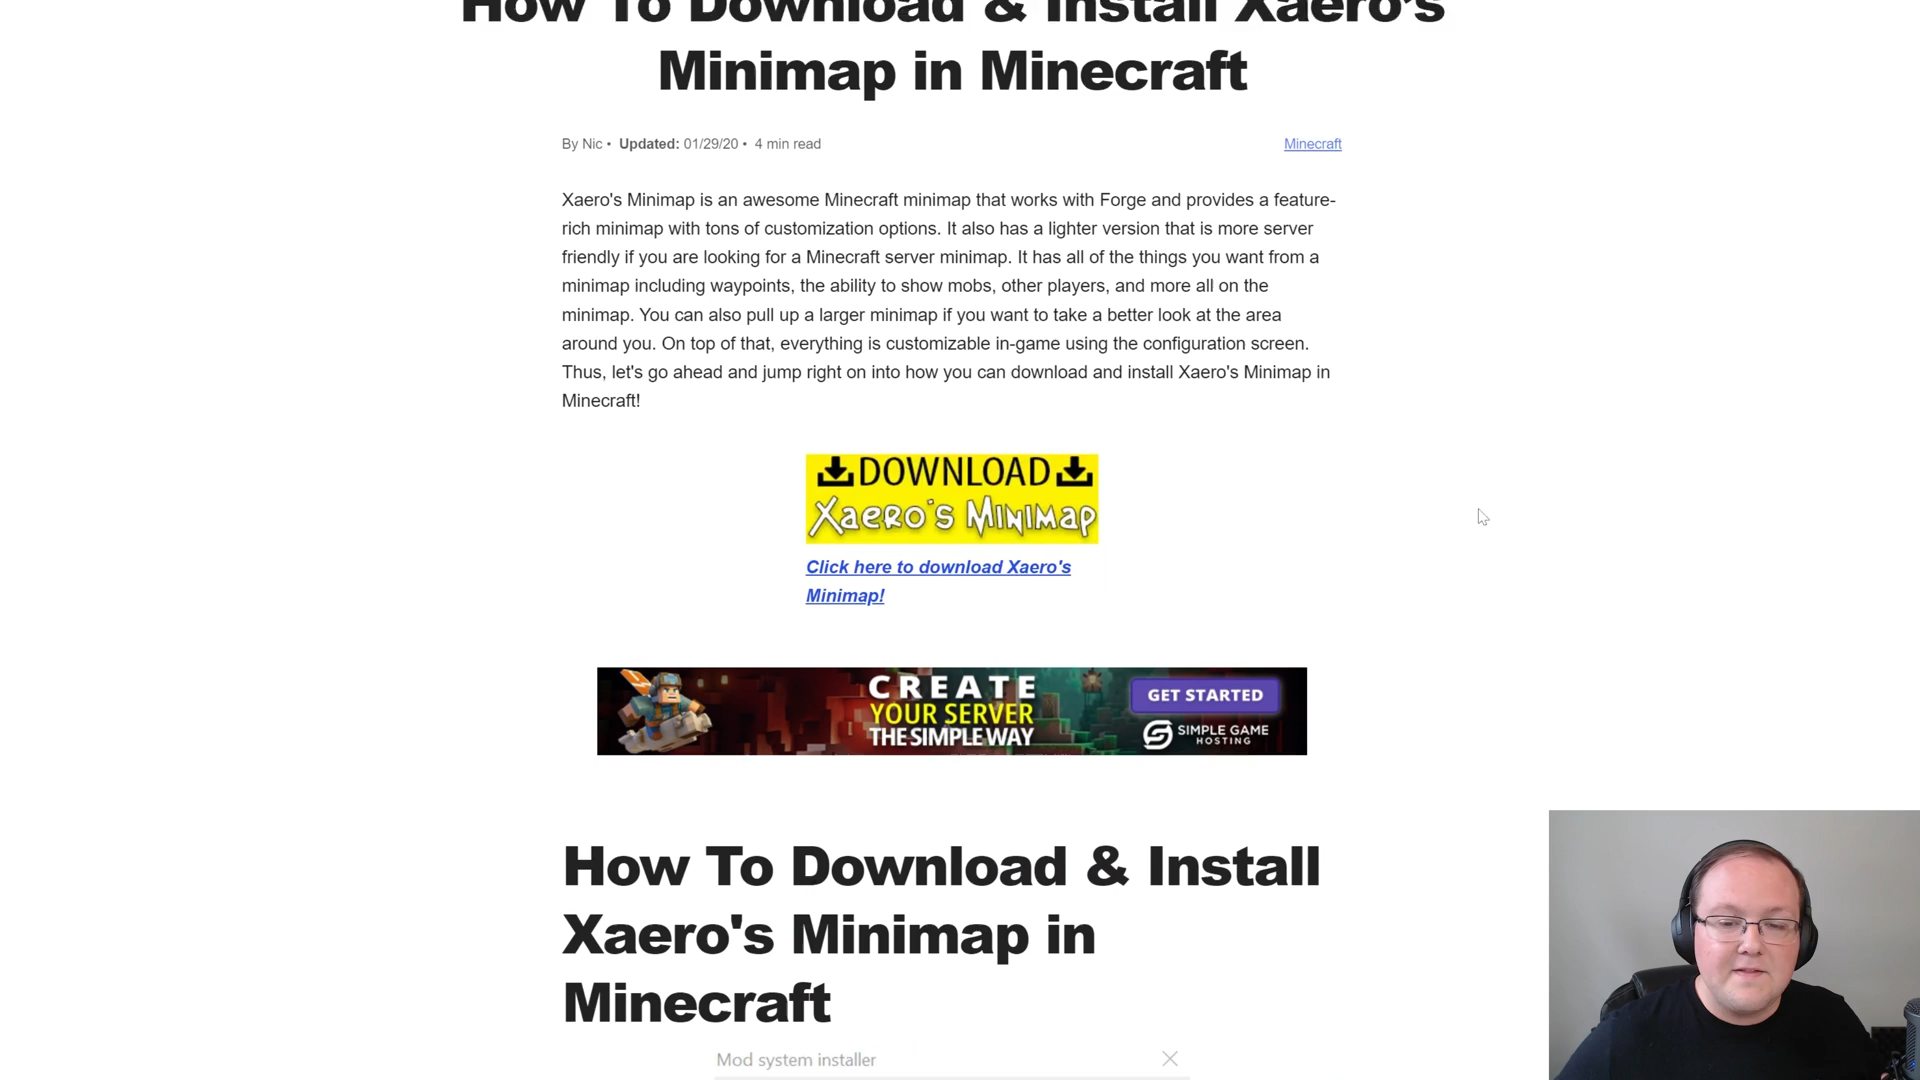 How To Download & Install Xaero's
Minimap in Minecraft
By Nic • Updated: 01/29/20 • 4 min read
Minecraft
Xaero's Minimap is an awesome Minecraft minimap that works with Forge and provides a feature-
rich minimap with tons of customization options. It also has a lighter version that is more server
friendly if you are looking for a Minecraft server minimap. It has all of the things you want from a
minimap including waypoints, the ability to show mobs, other players, and more all on the
minimap. You can also pull up a larger minimap if you want to take a better look at the area
around you. On top of that, everything is customizable in-game using the configuration screen.
Thus, let's go ahead and jump right on into how you can download and install Xaero's Minimap in
Minecraft!
DOWNLOAD
Xaero's Minimap
Click here to download Xaero's
Minimap!
CREATE
YOUR SERVER
THE SIMPLE WAY
GET STARTED
SIMPLE GAME
HOSTING
How To Download & Install
Xaero's Minimap in
Minecraft
Mod system installer